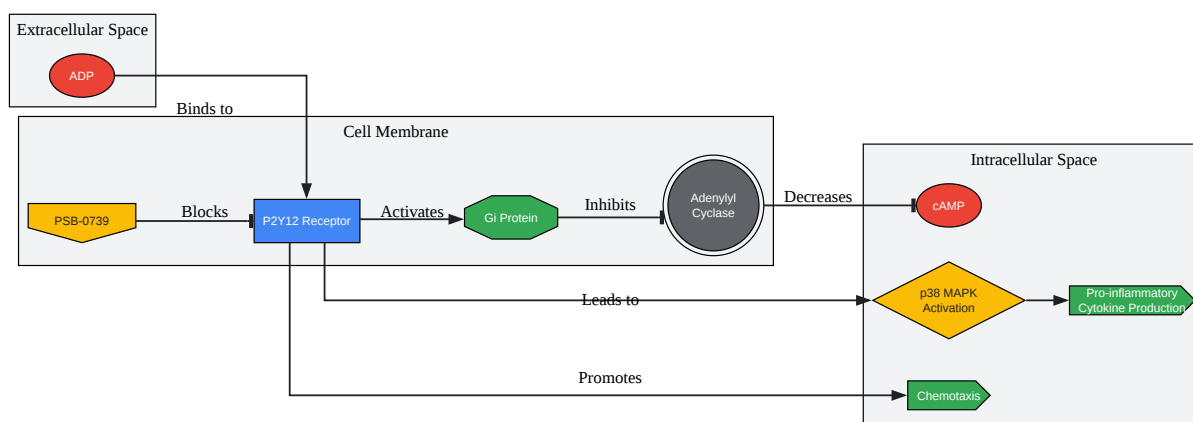 Extracellular Space
ADP
Binds to
Cell Membrane
PSB-0739
Blocks
P2Y12 Receptor
Activates
Gi Protein
Inhibits
Adenylyl
Cyclase
Decreases
Intracellular Space
cAMP
Leads to
p38 MAPK
Activation
Pro-inflammatory
Cytokine Production
Promotes
Chemotaxis